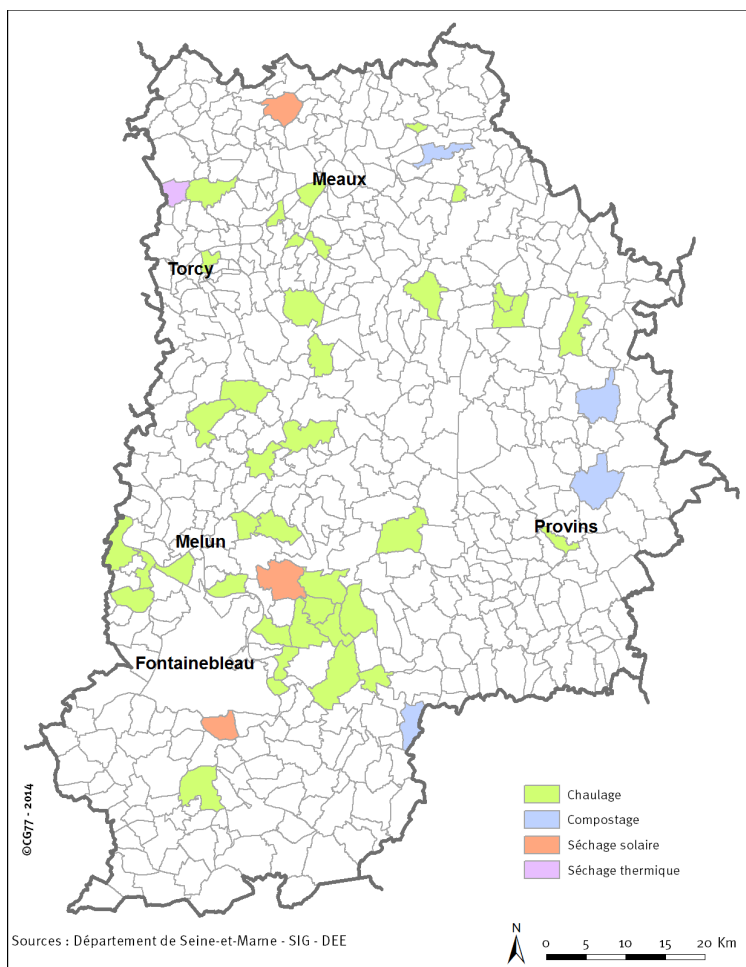 Meaux
Torcy
Melun
Provins
Fontainebleau
Chaulage
Compostage
Séchage solaire
Séchage thermique
©CG77 - 2014
Sources : Département de Seine-et-Marne - SIG - DEE
N
0 5 10 15 20 Km